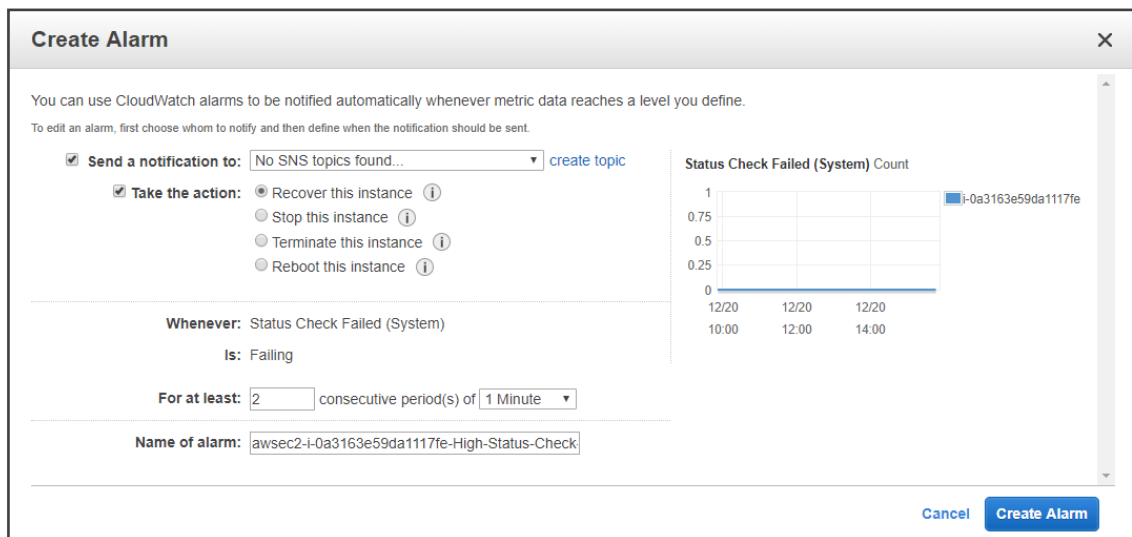 Create Alarm
You can use CloudWatch alarms to be notified automatically whenever metric data reaches a level you define.
To edit an alarm, first choose whom to notify and then define when the notification should be sent.
Send a notification to: No SNS topics found... create topic
Take the action: Recover this instance i
Stop this instance i
Terminate this instance i
Reboot this instance i
Whenever: Status Check Failed (System)
Is: Failing
For at least: 2 consecutive period(s) of 1 Minute
Name of alarm: awsec2-i-0a3163e59da1117fe-High-Status-Check-
Status Check Failed (System) Count
1
0.75
0.5
0.25
0
12/20 12/20 12/20
10:00 12:00 14:00
i-0a3163e59da1117fe
Cancel Create Alarm